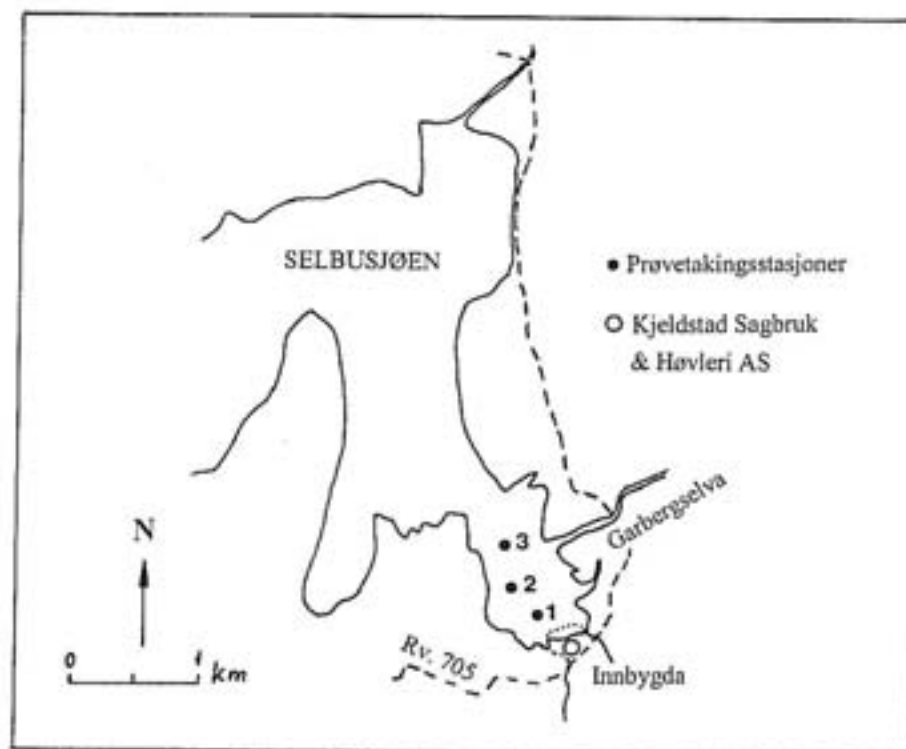 SELBUSJØEN
● Prøvetakingsstasjoner
○ Kjeldstad Sagbruk
& Høvleri AS
Garbergselva
N
3
2
1
Rv. 705
Innbygda
0 1
km